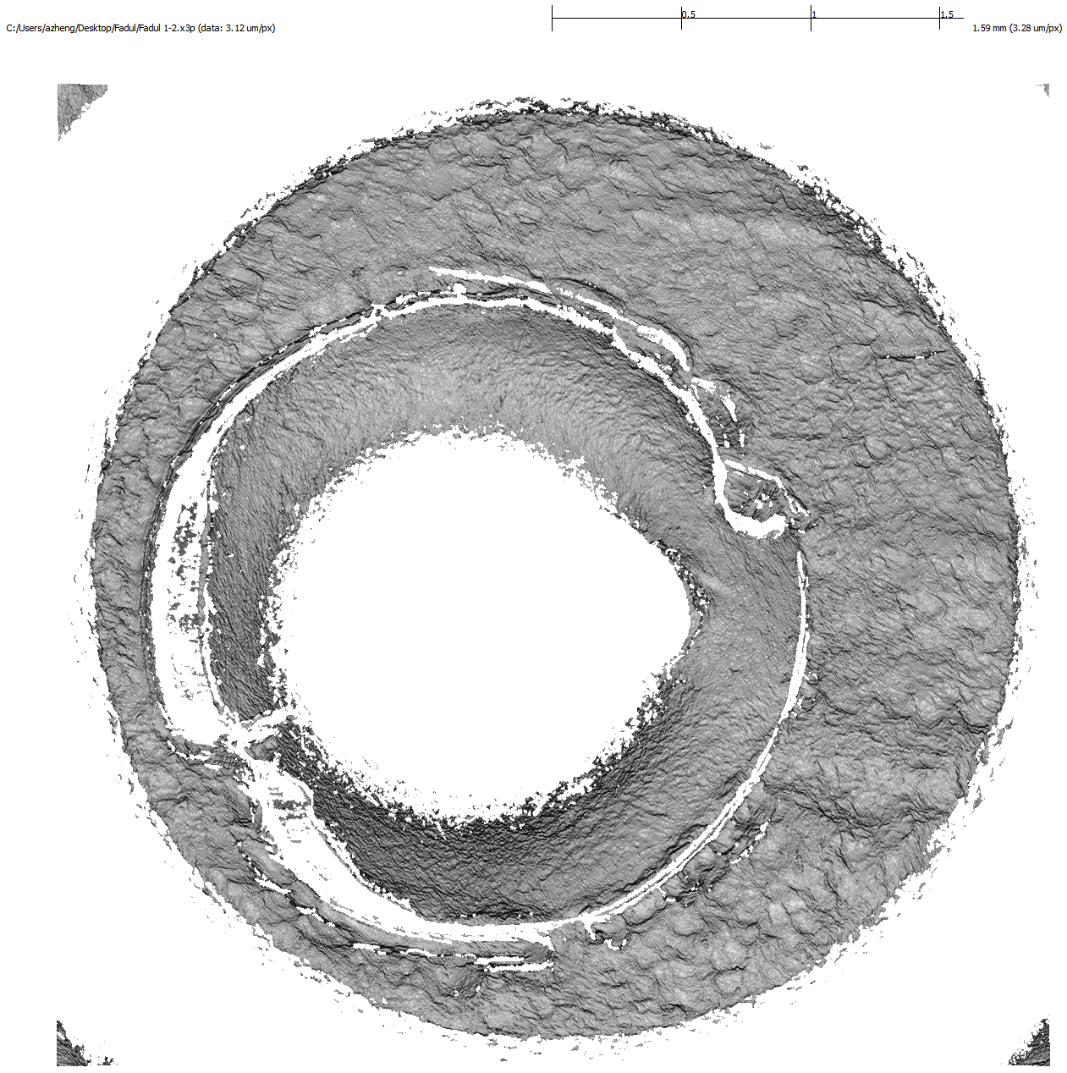 C:/Users/azheng/Desktop/Fadul/Fadul 1-2.x3p (data: 3.12 um/px)
0.5 1 1.5
1.59 mm (3.28 um/px)